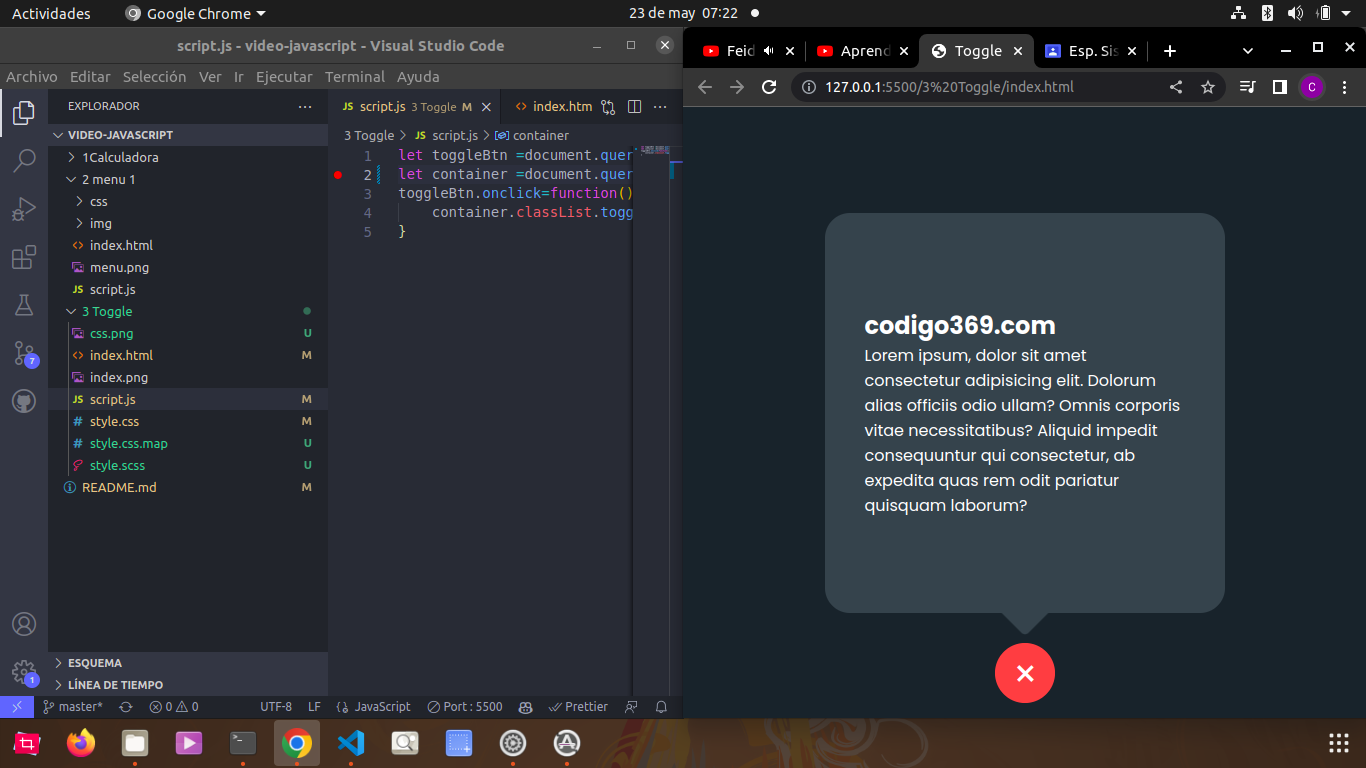 Actividades
Google Chrome
23 de may 07:22
script.js - video-javascript - Visual Studio Code
Archivo Editar Selección Ver Ir Ejecutar Terminal Ayuda
EXPLORADOR
VIDEO-JAVASCRIPT
1Calculadora
2 menu 1
css
img
index.html
menu.png
JS script.js
3 Toggle
css.png U
index.html M
index.png
JS script.js M
# style.css M
# style.css.map U
style.scss U
README.md M
ESQUEMA
LÍNEA DE TIEMPO
7
1
JS script.js 3 Toggle M
index.htm
3 Toggle > JS script.js > container
1 let toggleBtn =document.quer
2 let container =document.quer
3 toggleBtn.onclick=function()
4 container.classList.togg
5 }
master*
0
0
UTF-8 LF JavaScript Port : 5500 Prettier
Feid
Aprend
Toggle
Esp. Sis
127.0.0.1:5500/3%20Toggle/index.html
C
codigo369.com
Lorem ipsum, dolor sit amet
consectetur adipisicing elit. Dolorum
alias officiis odio ullam? Omnis corporis
vitae necessitatibus? Aliquid impedit
consequuntur qui consectetur, ab
expedita quas rem odit pariatur
quisquam laborum?